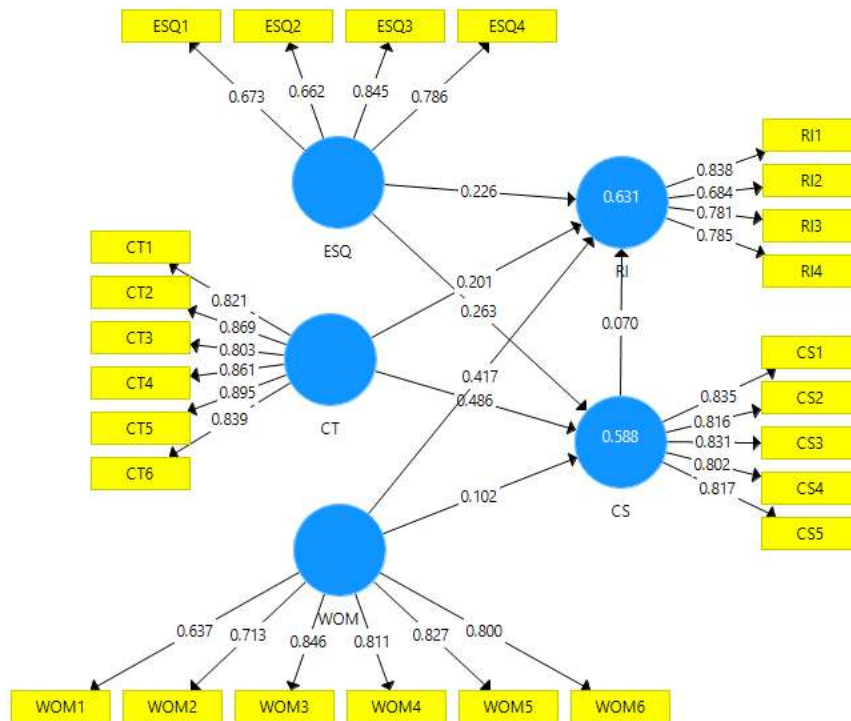 ESQ1 ESQ2 ESQ3 ESQ4
0.673 0.662 0.845 0.786
ESQ
0.226
0.263
CT1
CT2
CT3
CT4
CT5
CT6
0.821
0.869
0.803
0.861
0.895
0.839
CT
0.201
0.486
0.417
0.102
WOM
0.637 0.713 0.846 0.811 0.827 0.800
WOM1 WOM2 WOM3 WOM4 WOM5 WOM6
0.631
RI
0.838
0.684
0.781
0.785
RI1
RI2
RI3
RI4
0.070
0.588
CS
0.835
0.816
0.831
0.802
0.817
CS1
CS2
CS3
CS4
CS5